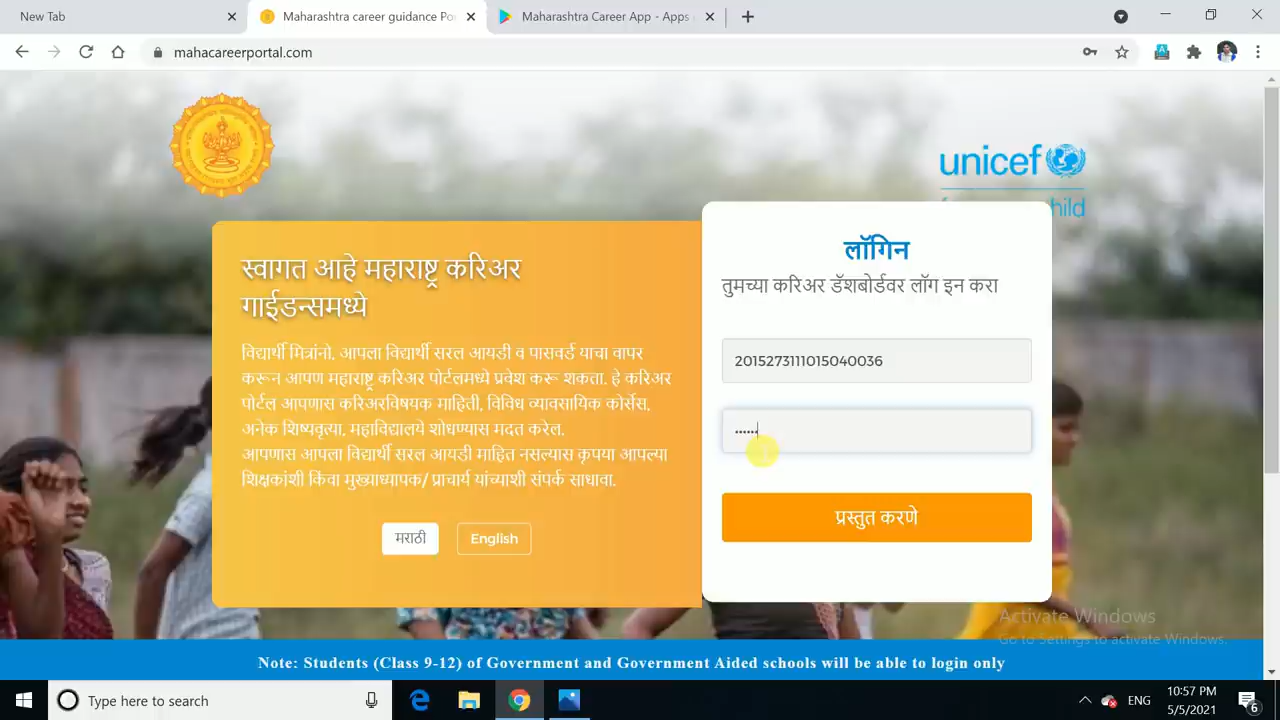 New Tab
Maharashtra career guidance Po
Maharashtra Career App - Apps
mahacareerportal.com
unicef
child
स्वागत आहे महाराष्ट्र करिअर
गाईडन्समध्ये
विद्यार्थी मित्रांनो, आपला विद्यार्थी सरल आयडी व पासवर्ड याचा वापर
करून आपण महाराष्ट्र करिअर पोर्टलमध्ये प्रवेश करू शकता. हे करिअर
पोर्टल आपणास करिअरविषयक माहिती, विविध व्यावसायिक कोर्सेस,
अनेक शिष्यवृत्या, महाविद्यालये शोधण्यास मदत करेल.
आपणास आपला विद्यार्थी सरल आयडी माहित नसल्यास कृपया आपल्या
शिक्षकांशी किंवा मुख्याध्यापक/ प्राचार्य यांच्याशी संपर्क साधावा.
मराठी
English
लॉगिन
तुमच्या करिअर डॅशबोर्डवर लॉग इन करा
2015273111015040036
......
प्रस्तुत करणे
Activate Windows
Go to Settings to activate Windows.
Note: Students (Class 9-12) of Government and Government Aided schools will be able to login only
Type here to search
ENG
10:57 PM
5/5/2021
6